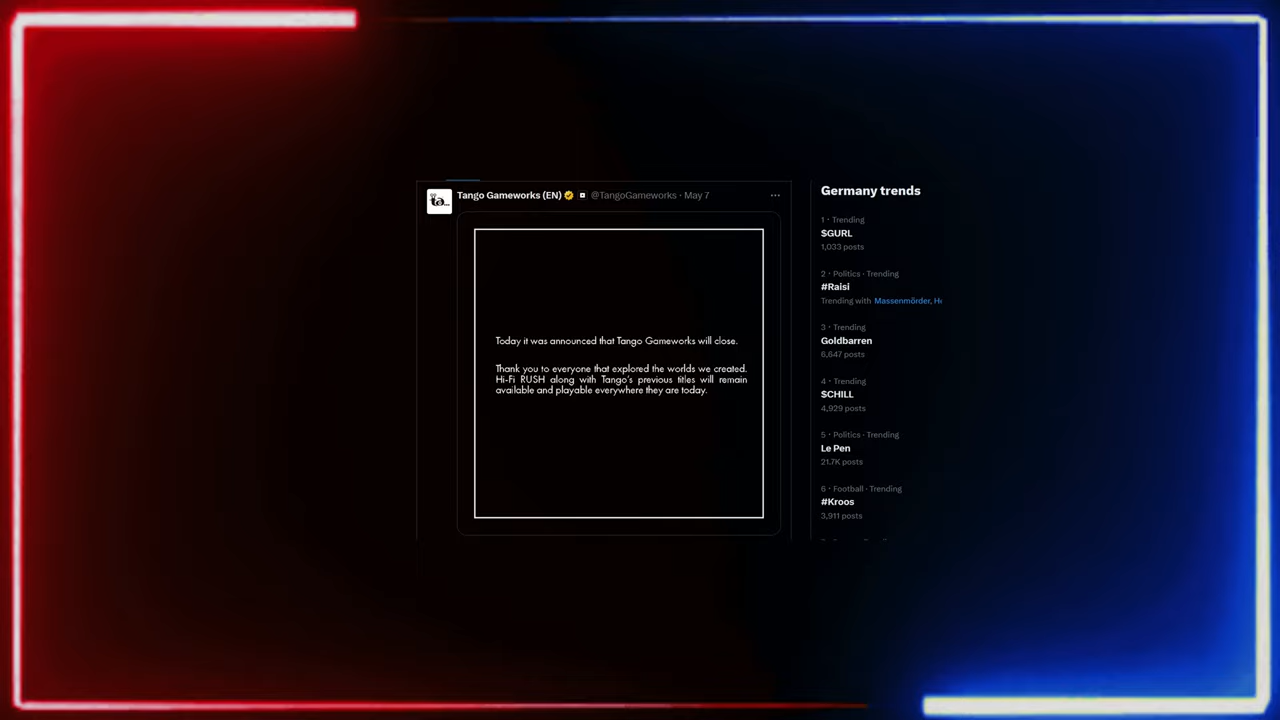 Tango Gameworks (EN) @TangoGameworks · May 7
Today it was announced that Tango Gameworks will close.
Thank you to everyone that explored the worlds we created.
Hi-Fi RUSH along with Tango's previous titles will remain
available and playable everywhere they are today.
Germany trends
1 · Trending
$GURL
1,033 posts
2 · Politics · Trending
#Raisi
Trending with Massenmörder,
3 · Trending
Goldbarren
6,647 posts
4 · Trending
$CHILL
4,929 posts
5 · Politics · Trending
Le Pen
21.7K posts
6 · Football · Trending
#Kroos
3,911 posts